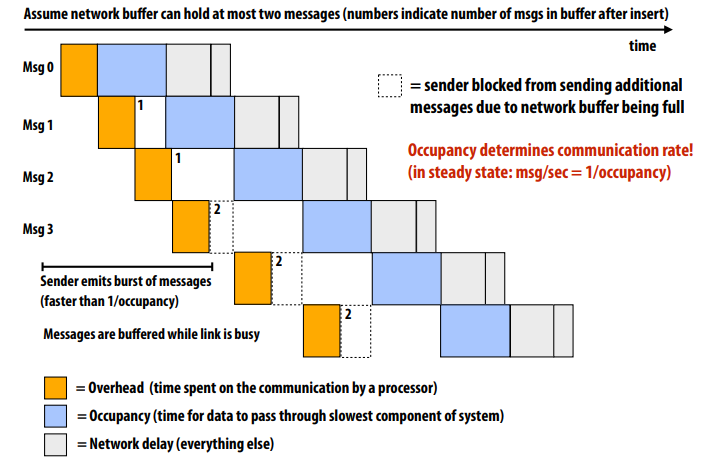 Assume network buffer can hold at most two messages (numbers indicate number of msgs in buffer after insert)
time
Msg 0
= sender blocked from sending additional
messages due to network buffer being full
1
Msg 1
Occupancy determines communication rate!
(in steady state: msg/sec = 1/occupancy)
1
Msg 2
2
Msg 3
2
Sender emits burst of messages
(faster than 1/occupancy)
2
Messages are buffered while link is busy
= Overhead (time spent on the communication by a processor)
= Occupancy (time for data to pass through slowest component of system)
= Network delay (everything else)